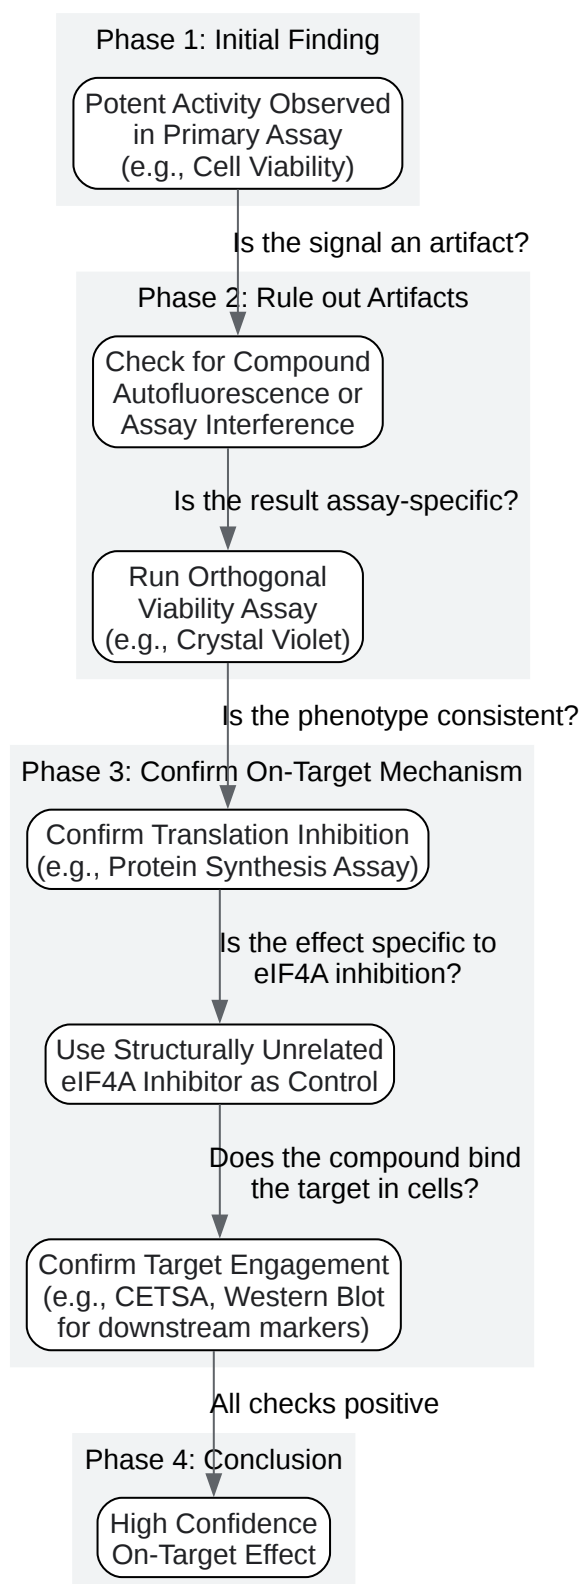 Phase 1: Initial Finding
Potent Activity Observed
in Primary Assay
(e.g., Cell Viability)
Is the signal an artifact?
Phase 2: Rule out Artifacts
Check for Compound
Autofluorescence or
Assay Interference
Is the result assay-specific?
Run Orthogonal
Viability Assay
(e.g., Crystal Violet)
Is the phenotype consistent?
Phase 3: Confirm On-Target Mechanism
Confirm Translation Inhibition
(e.g., Protein Synthesis Assay)
Is the effect specific to
eIF4A inhibition?
Use Structurally Unrelated
eIF4A Inhibitor as Control
Does the compound bind
the target in cells?
Confirm Target Engagement
(e.g., CETSA, Western Blot
for downstream markers)
All checks positive
Phase 4: Conclusion
High Confidence
On-Target Effect